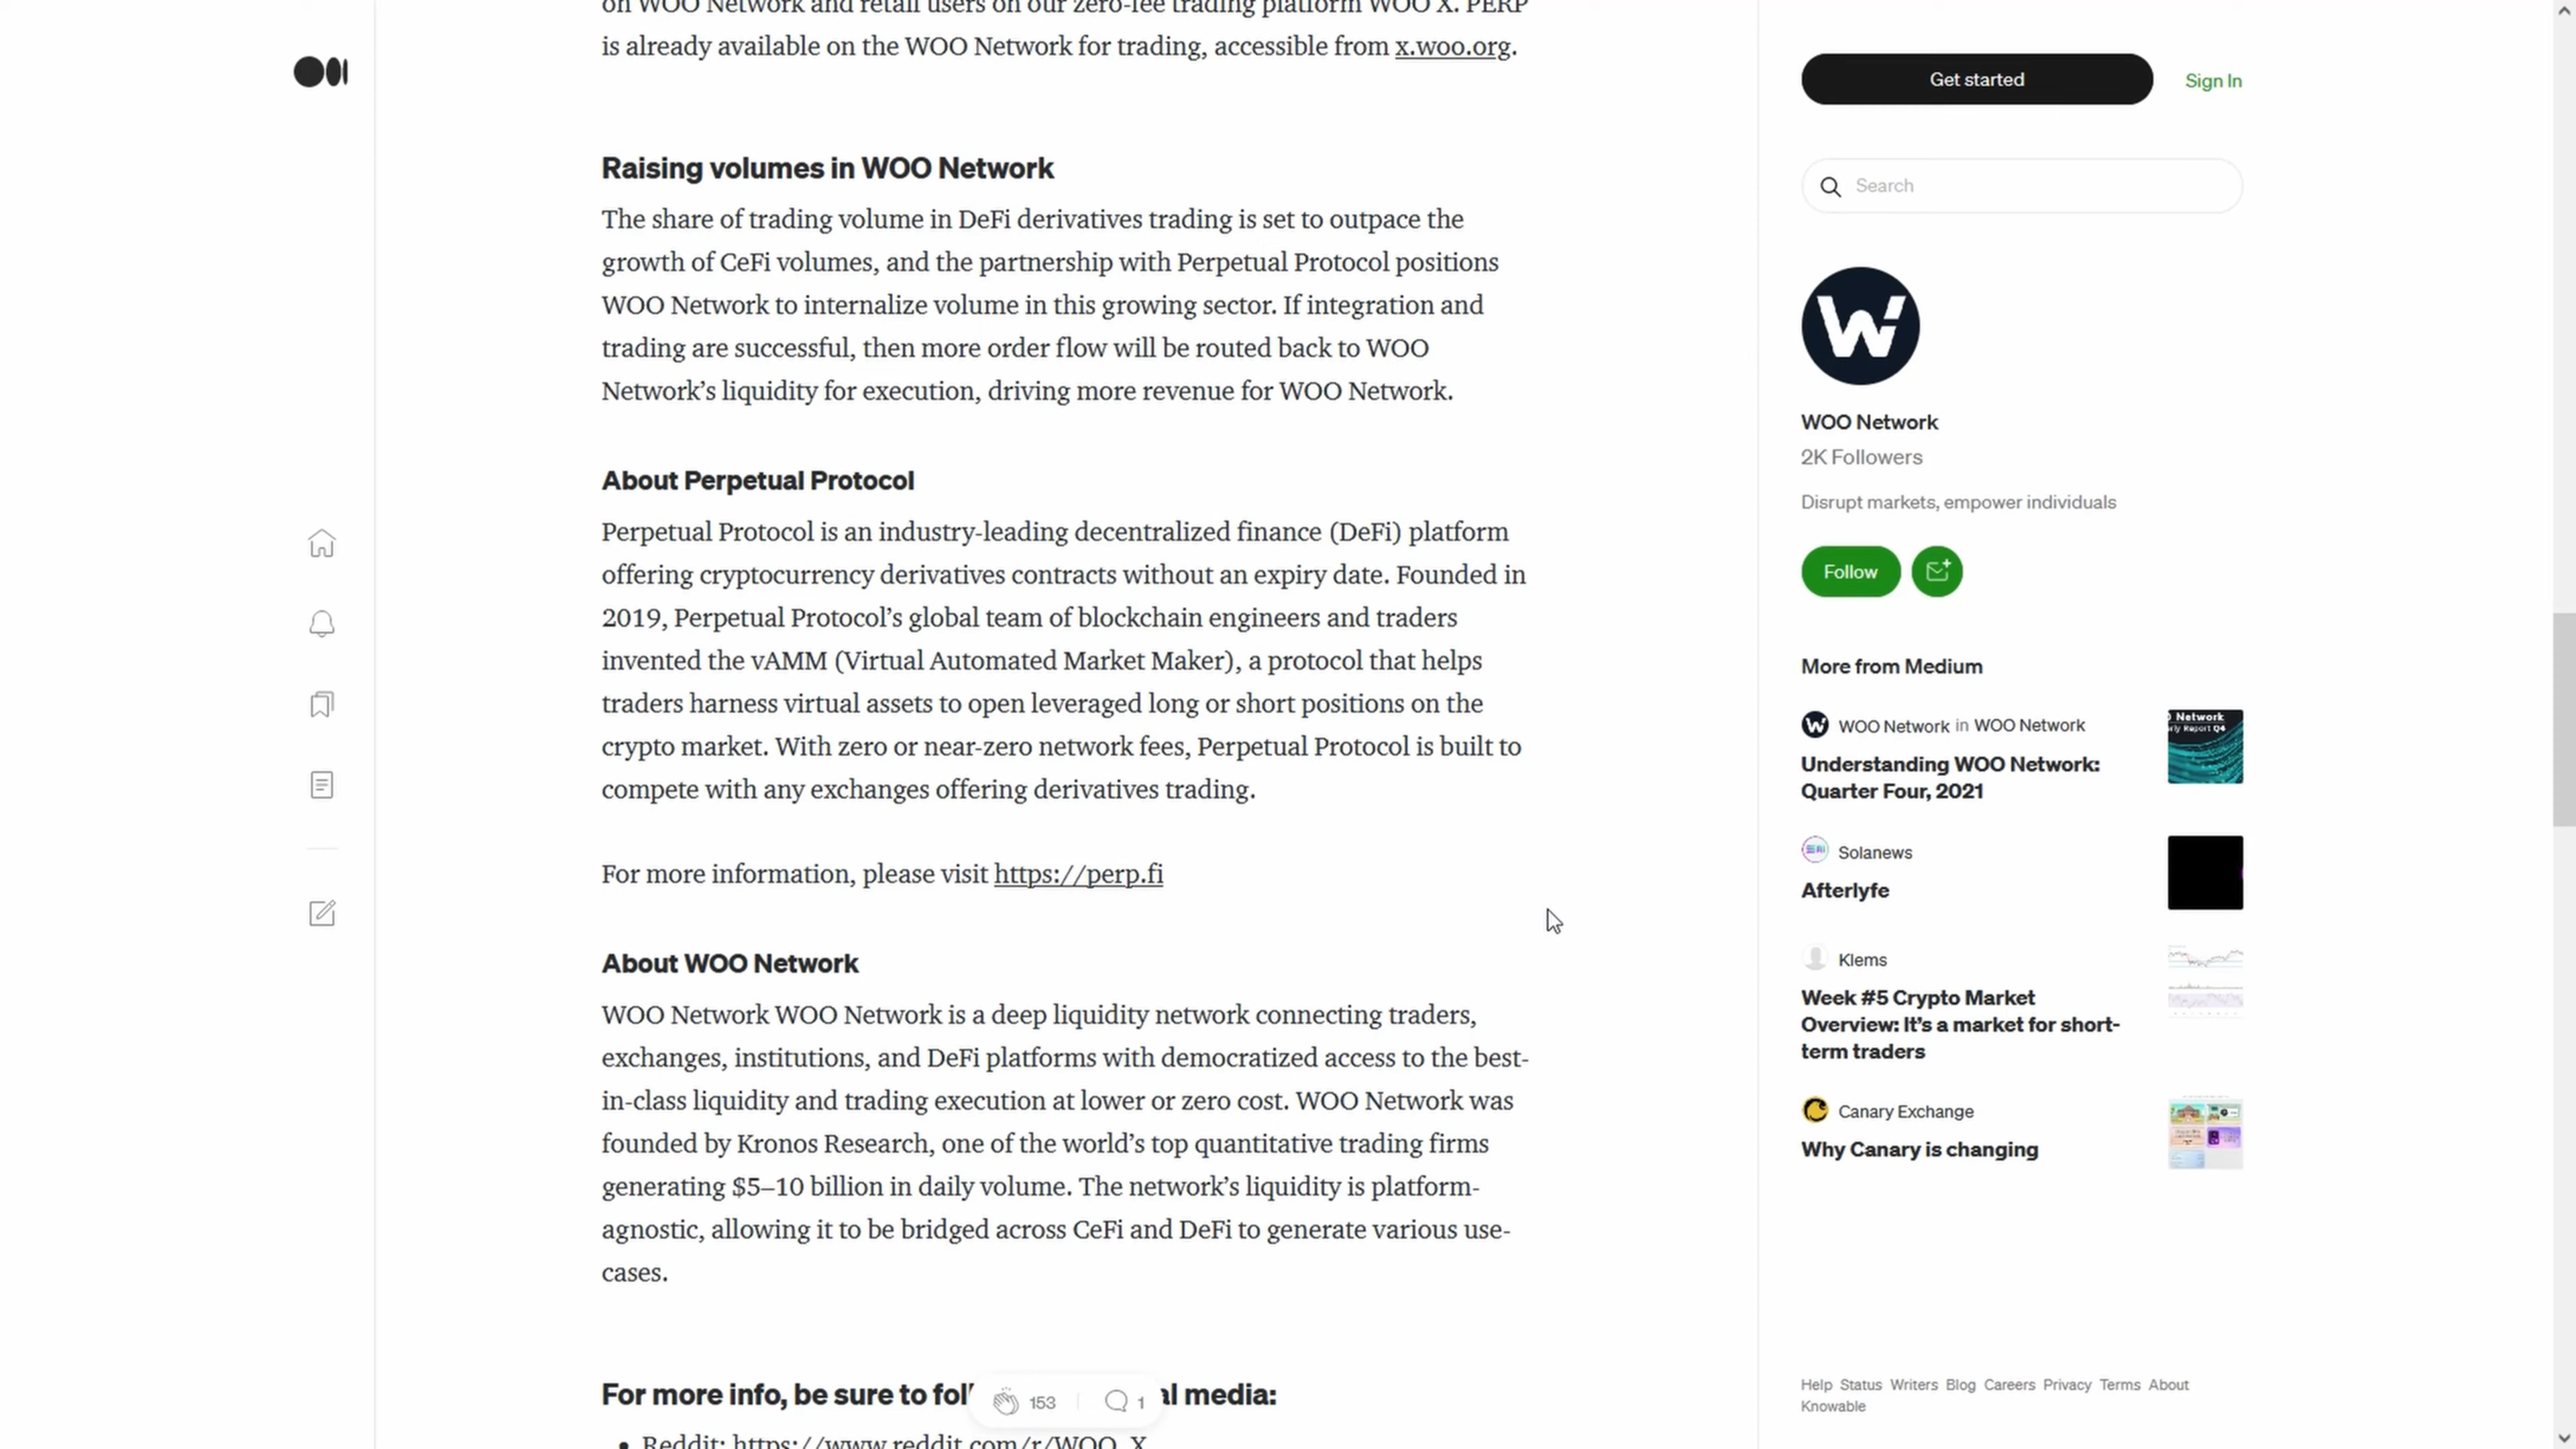 on WOO Network and retail users on our zero-fee trading platform WOO X. PERP
is already available on the WOO Network for trading, accessible from x.woo.org.
Raising volumes in WOO Network
The share of trading volume in DeFi derivatives trading is set to outpace the
growth of CeFi volumes, and the partnership with Perpetual Protocol positions
WOO Network to internalize volume in this growing sector. If integration and
trading are successful, then more order flow will be routed back to WOO
Network’s liquidity for execution, driving more revenue for WOO Network.
About Perpetual Protocol
Perpetual Protocol is an industry-leading decentralized finance (DeFi) platform
offering cryptocurrency derivatives contracts without an expiry date. Founded in
2019, Perpetual Protocol’s global team of blockchain engineers and traders
invented the vAMM (Virtual Automated Market Maker), a protocol that helps
traders harness virtual assets to open leveraged long or short positions on the
crypto market. With zero or near-zero network fees, Perpetual Protocol is built to
compete with any exchanges offering derivatives trading.
For more information, please visit https://perp.fi
About WOO Network
WOO Network WOO Network is a deep liquidity network connecting traders,
exchanges, institutions, and DeFi platforms with democratized access to the best-
in-class liquidity and trading execution at lower or zero cost. WOO Network was
founded by Kronos Research, one of the world’s top quantitative trading firms
generating $5–10 billion in daily volume. The network’s liquidity is platform-
agnostic, allowing it to be bridged across CeFi and DeFi to generate various use-
cases.
For more info, be sure to fol al media:
153 1
Reddit: https://www.reddit.com/r/WOO_X
Get started Sign In
Search
WOO Network
2K Followers
Disrupt markets, empower individuals
Follow
More from Medium
WOO Network in WOO Network
Understanding WOO Network:
Quarter Four, 2021
Network
rly Report Q4
Solanews
Afterlyfe
Klems
Week #5 Crypto Market
Overview: It’s a market for short-
term traders
Canary Exchange
Why Canary is changing
Help Status Writers Blog Careers Privacy Terms About
Knowable